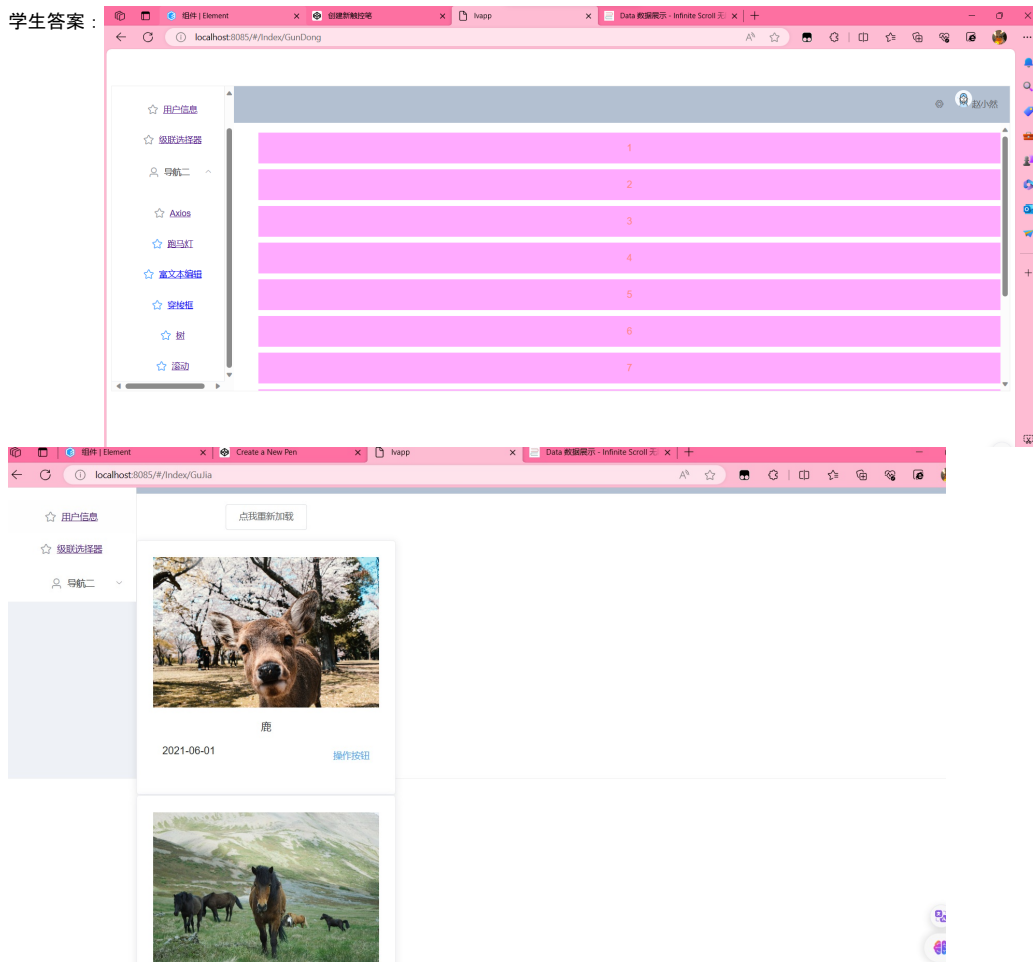 学生答案：
组件 | Element
创建新触控笔
lvapp
Data 数据展示 - Infinite Scroll 无
localhost:8085/#/Index/GunDong
赵小然
用户信息
级联选择器
导航二
Axios
跑马灯
富文本编辑
穿梭框
树
滚动
1
2
3
4
5
6
7
组件 | Element
Create a New Pen
lvapp
Data 数据展示 - Infinite Scroll 无
localhost:8085/#/Index/GuJia
用户信息
级联选择器
导航二
点我重新加载
鹿
2021-06-01
操作按钮